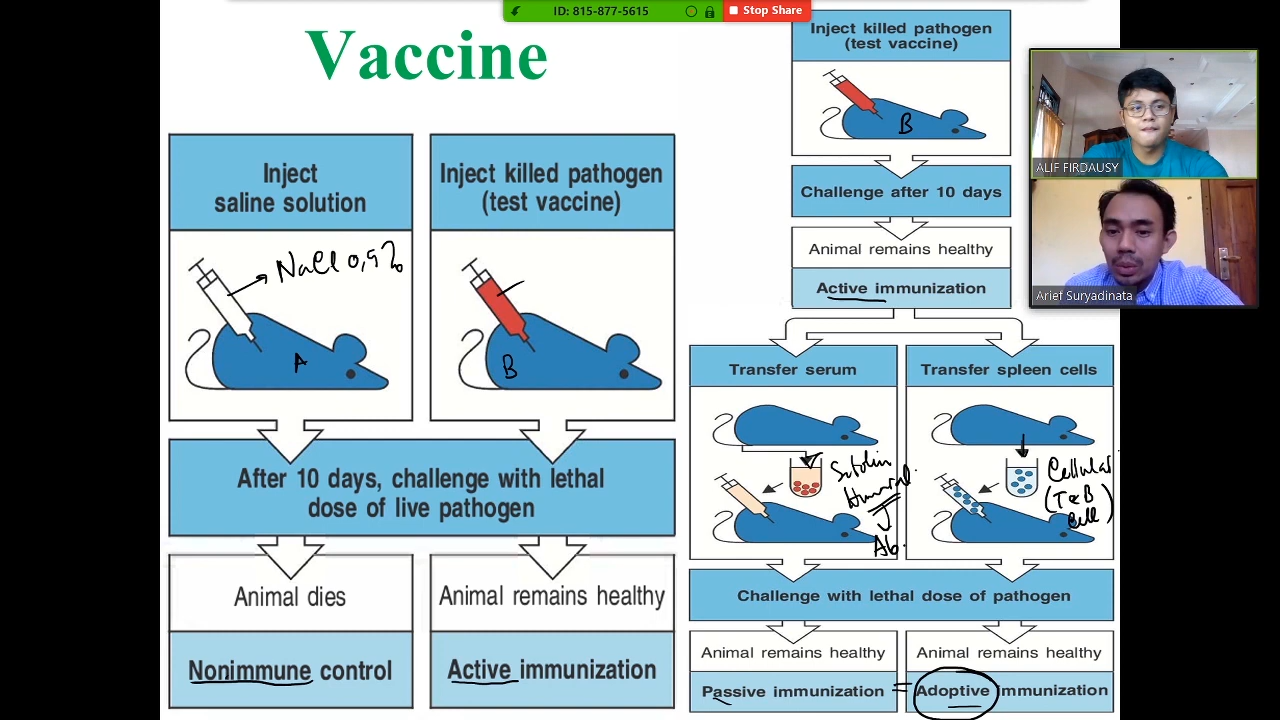 ID: 815-877-5615
Stop Share
Vaccine
Inject
saline solution
Inject killed pathogen
(test vaccine)
NaCl 0,9%
A
B
After 10 days, challenge with lethal
dose of live pathogen
Animal dies
Animal remains healthy
Nonimmune control
Active immunization
Inject killed pathogen
(test vaccine)
B
Challenge after 10 days
Animal remains healthy
Active immunization
Transfer serum
Transfer spleen cells
Humoral
Ab.
Cellular
(T & B
cell)
Challenge with lethal dose of pathogen
Animal remains healthy
Animal remains healthy
Passive immunization
=
Adoptive immunization
ALIF FIRDAUSY
Arief Suryadinata